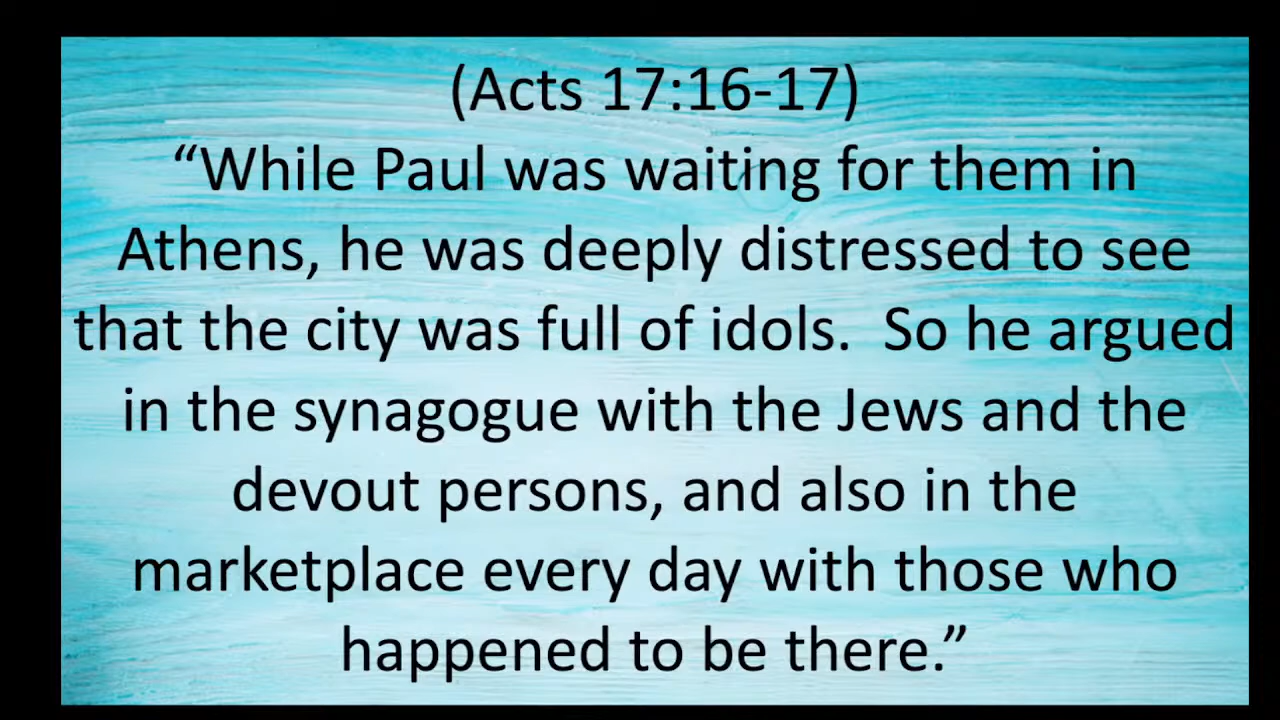 (Acts 17:16-17)
“While Paul was waiting for them in
Athens, he was deeply distressed to see
that the city was full of idols.  So he argued
in the synagogue with the Jews and the
devout persons, and also in the
marketplace every day with those who
happened to be there.”